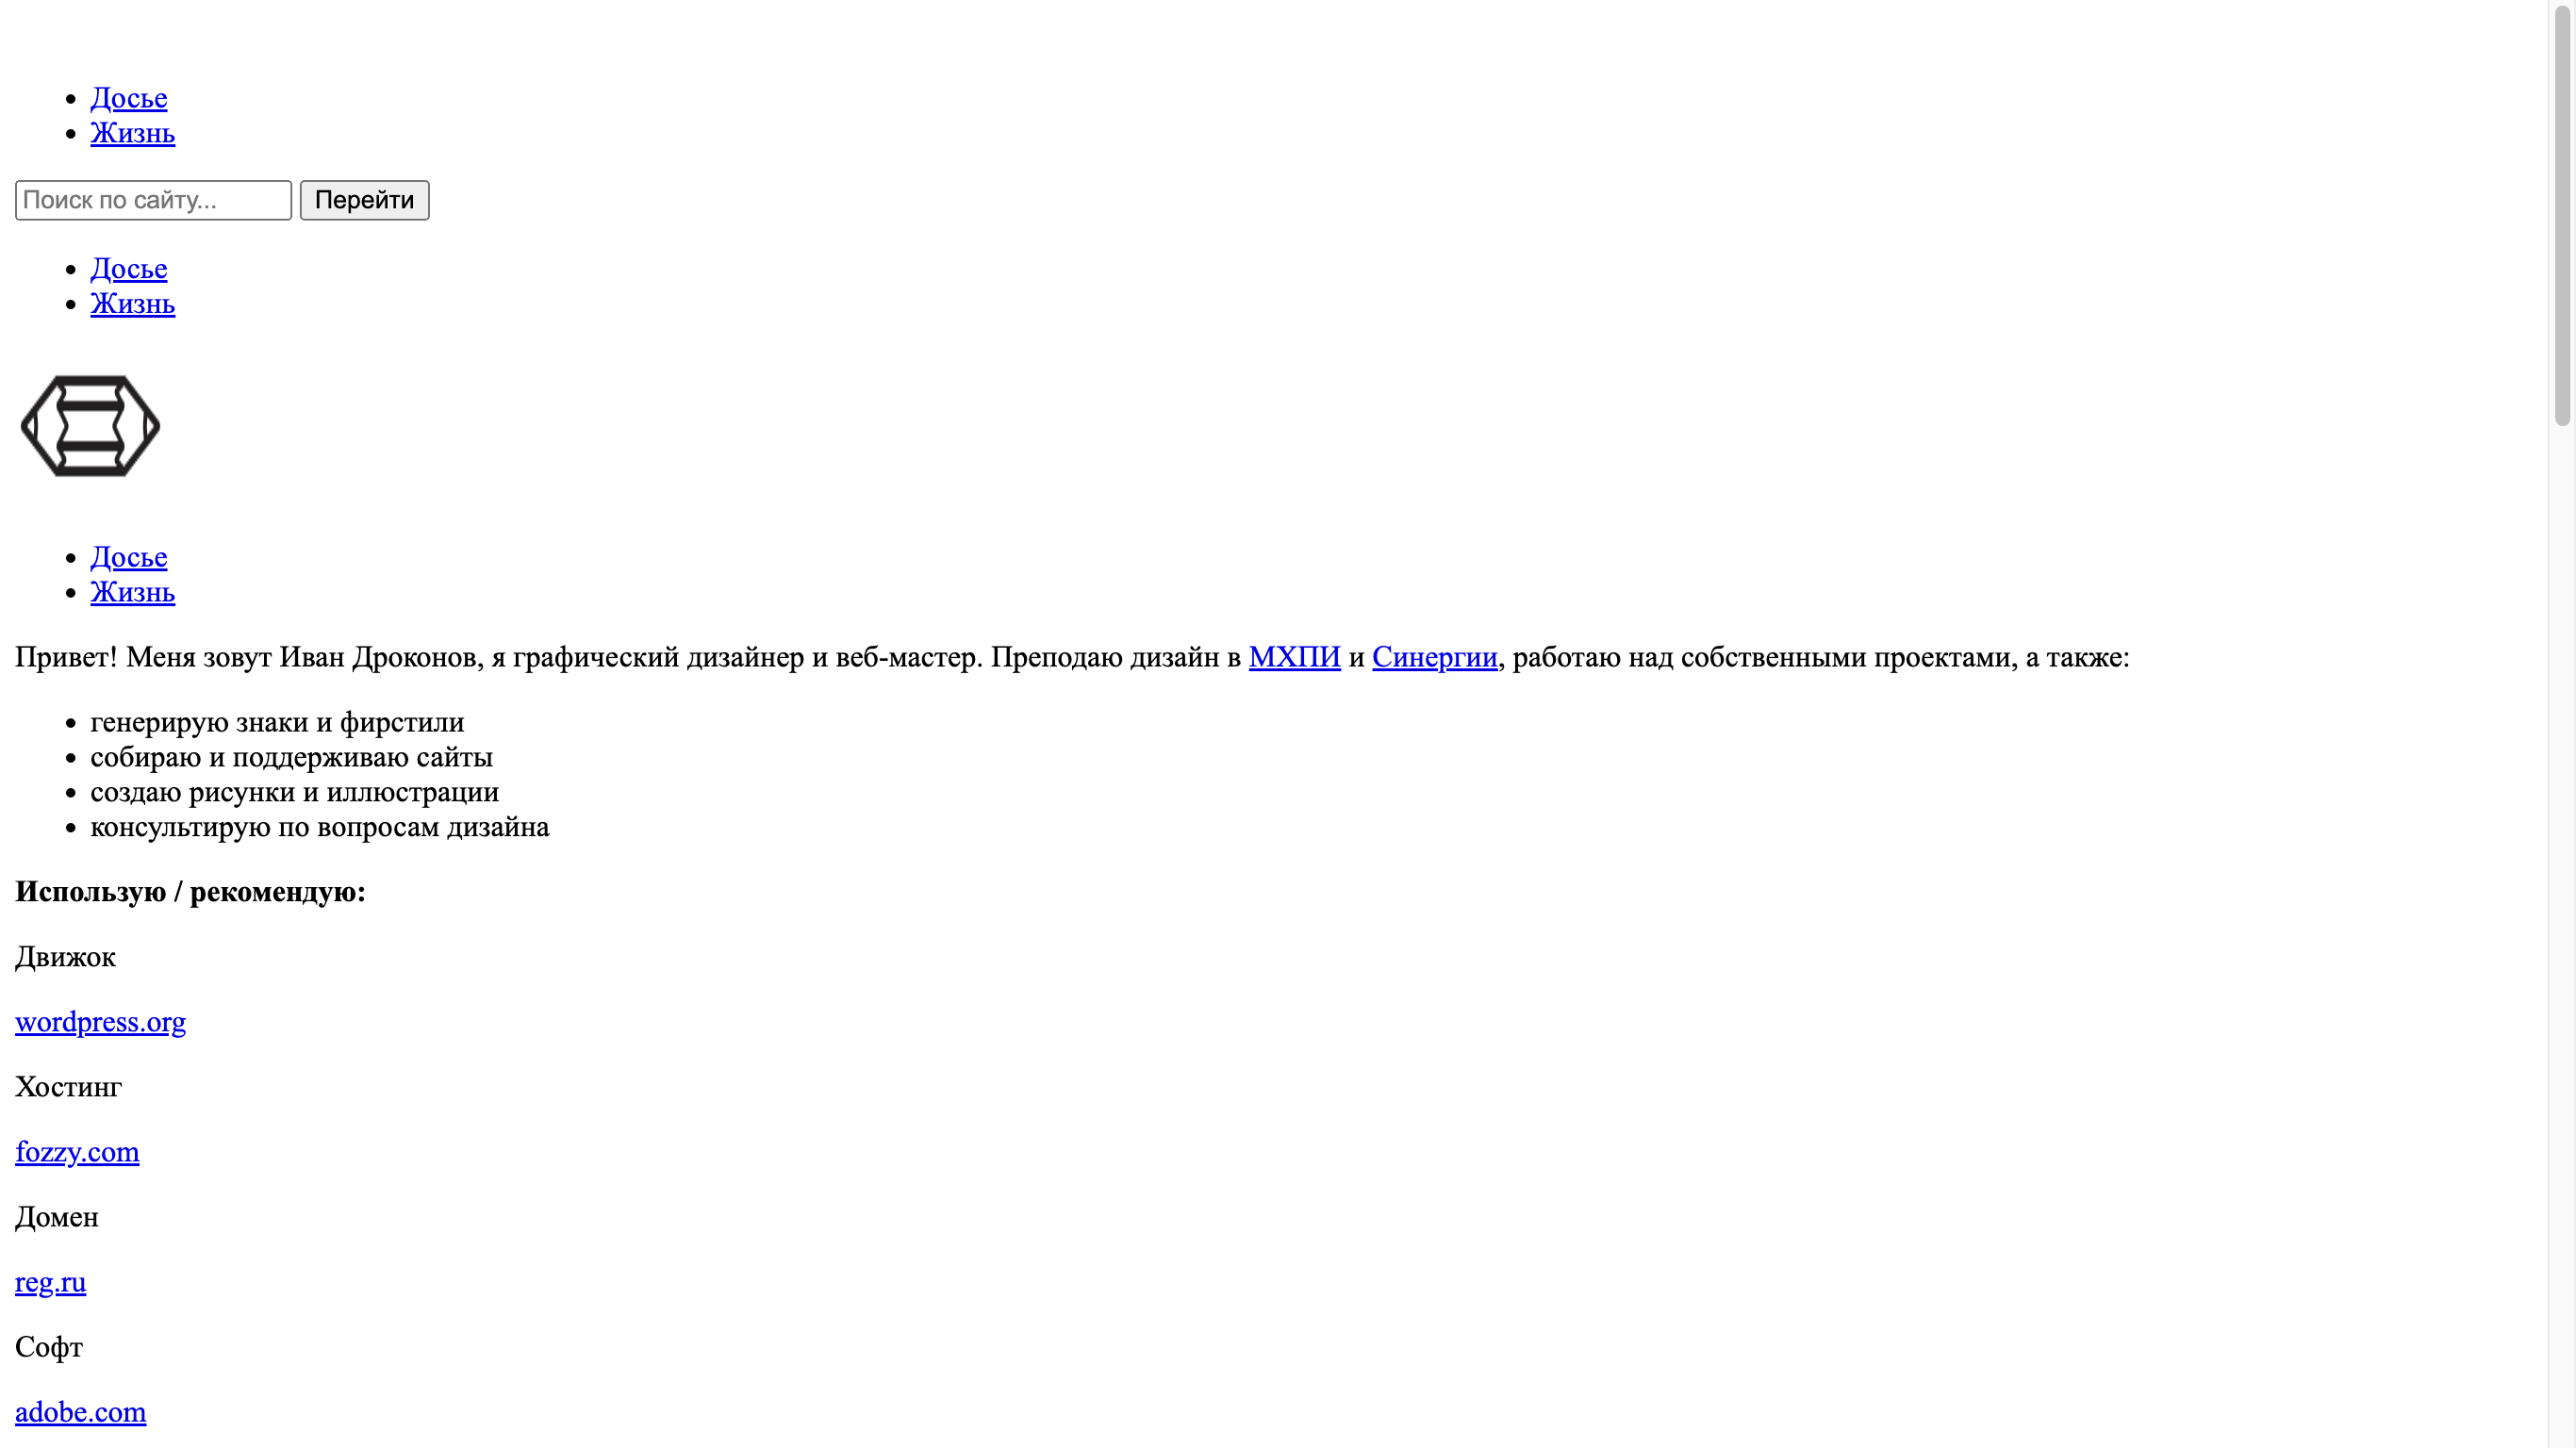 Досье
Жизнь
Поиск по сайту... Перейти
Досье
Жизнь
Досье
Жизнь
Привет! Меня зовут Иван Дроконов, я графический дизайнер и веб-мастер. Преподаю дизайн в МХПИ и Синергии, работаю над собственными проектами, а также:
генерирую знаки и фирстили
собираю и поддерживаю сайты
создаю рисунки и иллюстрации
консультирую по вопросам дизайна
Использую / рекомендую:
Движок
wordpress.org
Хостинг
fozzy.com
Домен
reg.ru
Софт
adobe.com